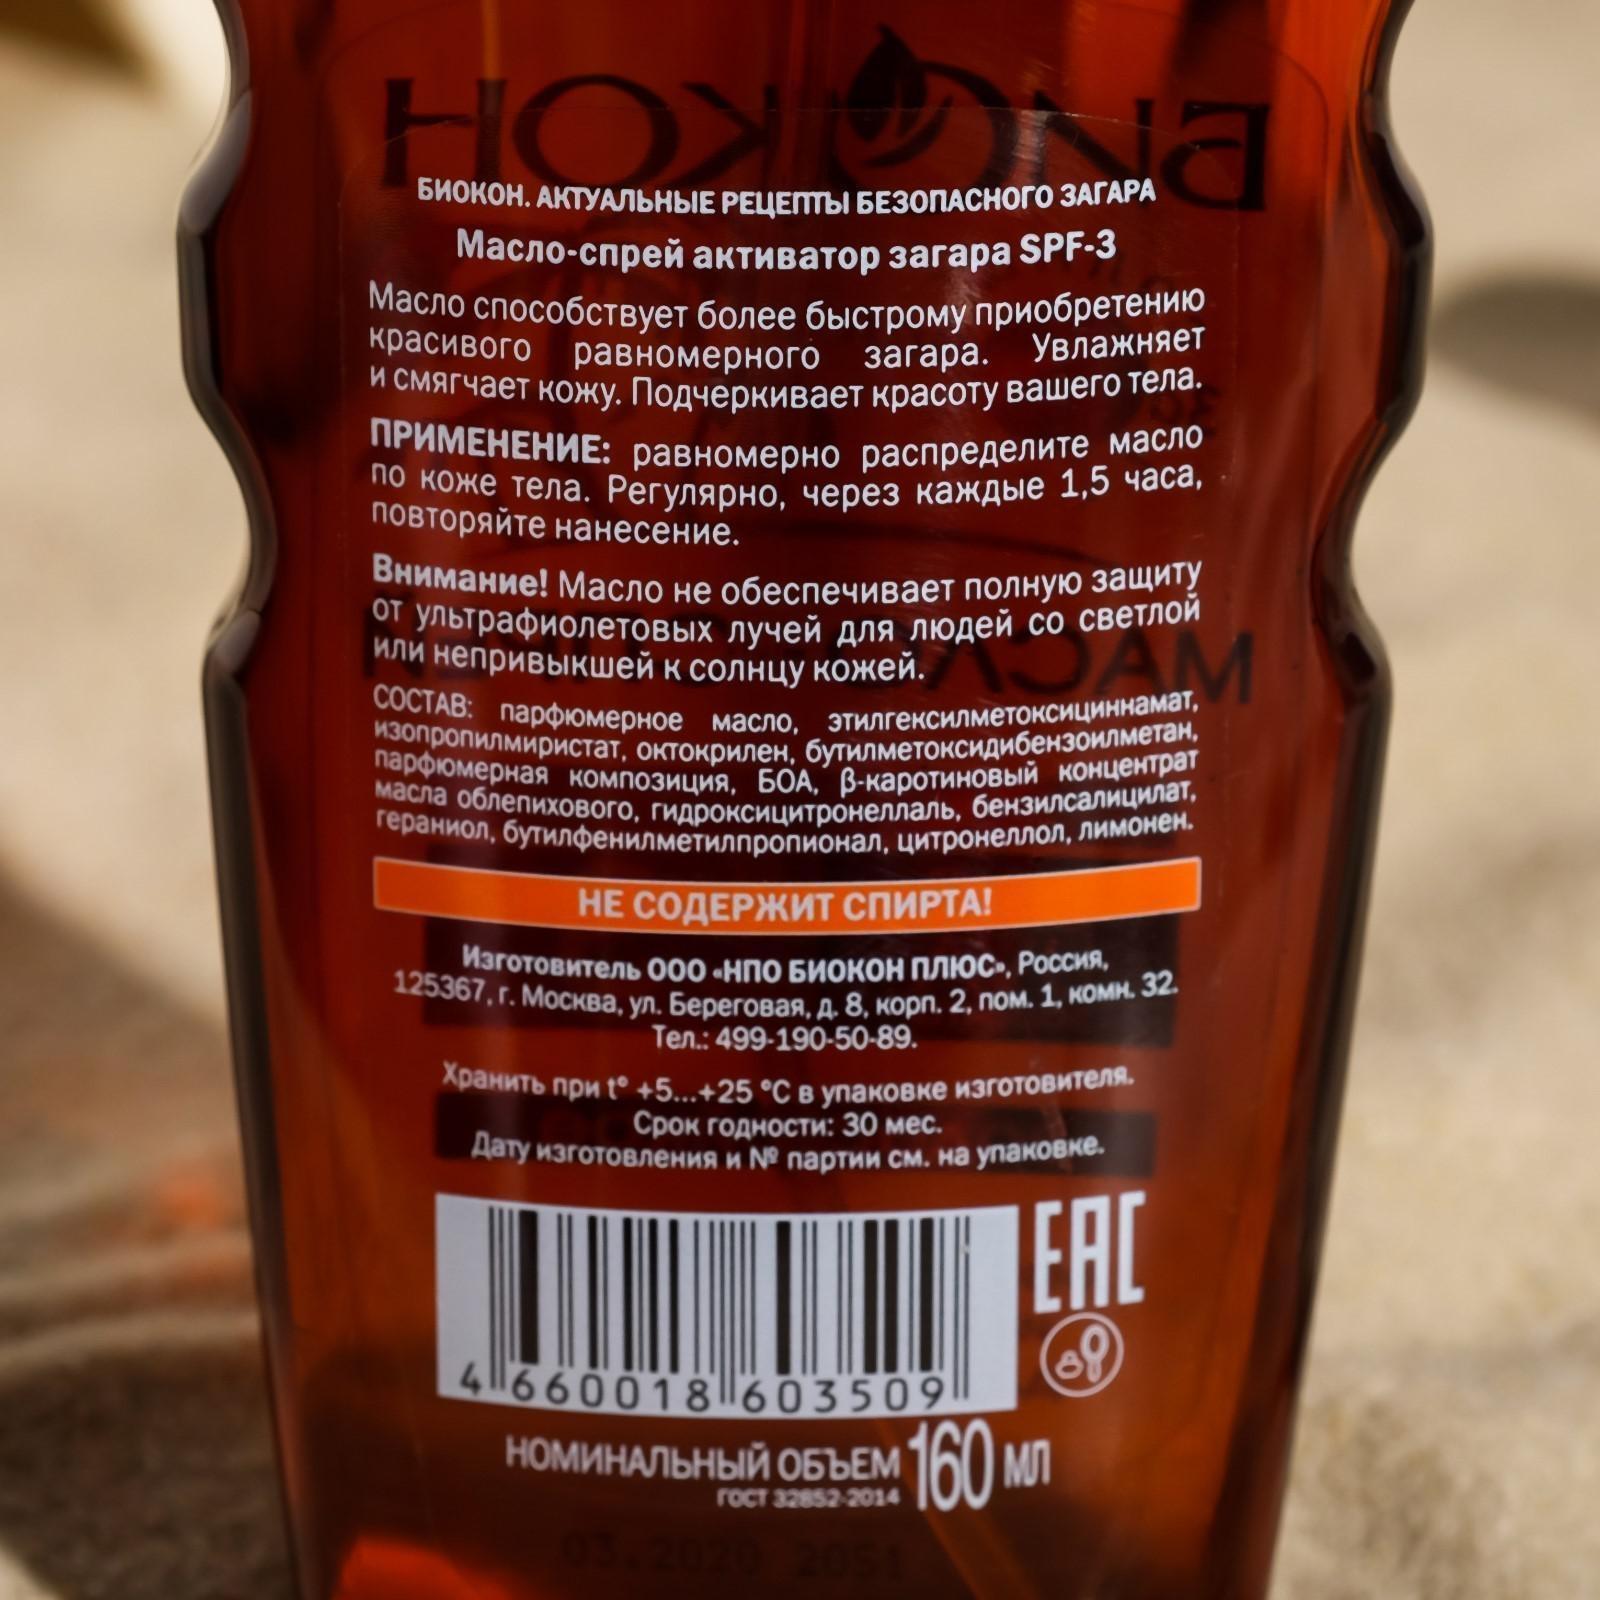 БИОКОН
БИОКОН. АКТУАЛЬНЫЕ РЕЦЕПТЫ БЕЗОПАСНОГО ЗАГАРА
Масло-спрей активатор загара SPF-3
Масло способствует более быстрому приобретению
красивого равномерного загара. Увлажняет
и смягчает кожу. Подчеркивает красоту вашего тела.
ПРИМЕНЕНИЕ: равномерно распределите масло
по коже тела. Регулярно, через каждые 1,5 часа,
повторяйте нанесение.
Внимание! Масло не обеспечивает полную защиту
от ультрафиолетовых лучей для людей со светлой
или непривыкшей к солнцу кожей.
СОСТАВ: парфюмерное масло, этилгексилметоксициннамат,
изопропилмиристат, октокрилен, бутилметоксидибензоилметан,
парфюмерная композиция, БОА, β-каротиновый концентрат
масла облепихового, гидроксицитронеллаль, бензилсалицилат,
гераниол, бутилфенилметилпропионал, цитронеллол, лимонен.
НЕ СОДЕРЖИТ СПИРТА!
Изготовитель ООО «НПО БИОКОН ПЛЮС», Россия,
125367, г. Москва, ул. Береговая, д. 8, корп. 2, пом. 1, комн. 32.
Тел.: 499-190-50-89.
Хранить при t° +5...+25 °C в упаковке изготовителя.
Срок годности: 30 мес.
Дату изготовления и № партии см. на упаковке.
EAC
4 660018 603509
НОМИНАЛЬНЫЙ ОБЪЕМ 160 МЛ
ГОСТ 32852-2014
03.2020 2051